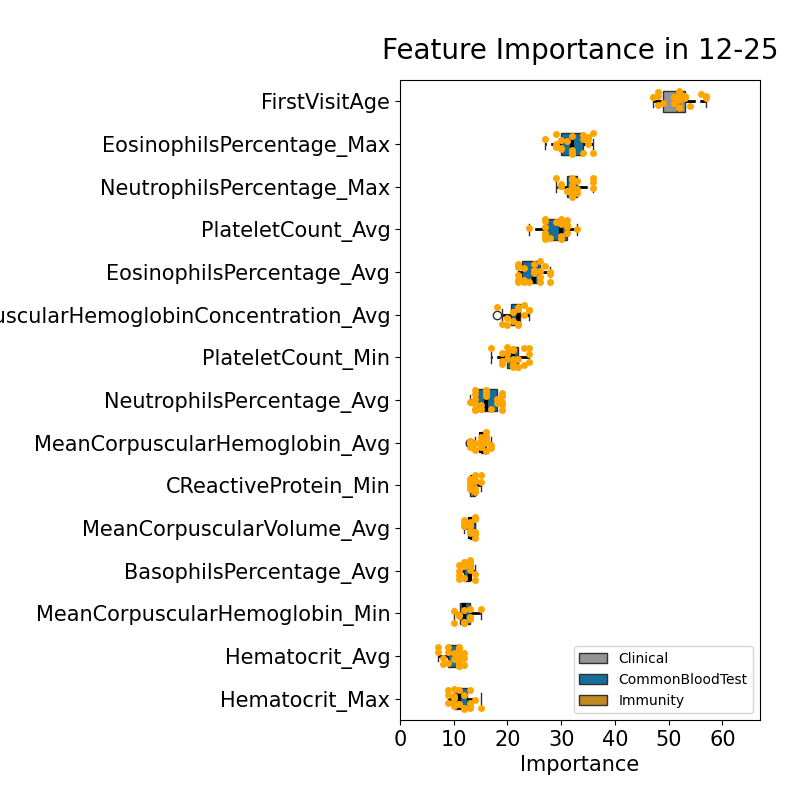 Feature Importance in 12-25
FirstVisitAge
EosinophilsPercentage_Max
NeutrophilsPercentage_Max
PlateletCount_Avg
EosinophilsPercentage_Avg
uscularHemoglobinConcentration_Avg
PlateletCount_Min
NeutrophilsPercentage_Avg
MeanCorpuscularHemoglobin_Avg
CReactiveProtein_Min
MeanCorpuscularVolume_Avg
BasophilsPercentage_Avg
MeanCorpuscularHemoglobin_Min
Hematocrit_Avg
Hematocrit_Max
Clinical
CommonBloodTest
Immunity
0 10 20 30 40 50 60
Importance